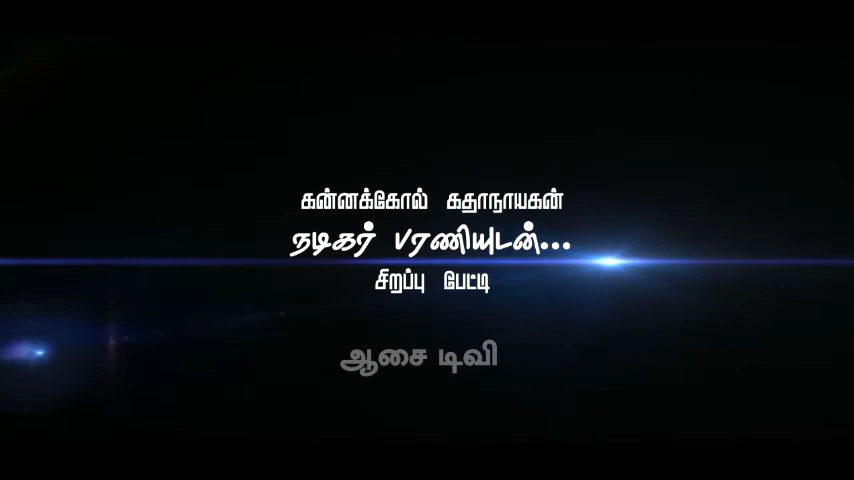 கன்னக்கோல் கதாநாயகன்
நடிகர் பரணியுடன்...
சிறப்பு பேட்டி
ஆசை டிவி